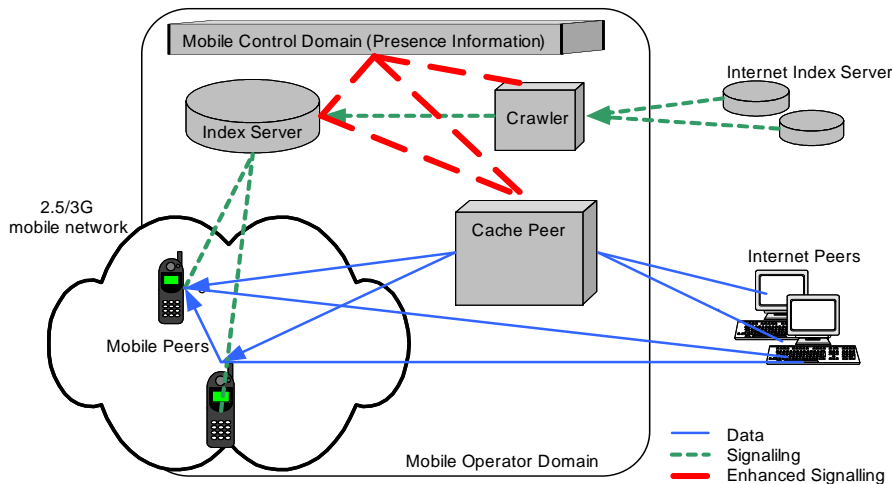 Mobile Control Domain (Presence Information)
Internet Index Server
Crawler
Index Server
2.5/3G
mobile network
Cache Peer
Internet Peers
Mobile Peers
Data
Signalilng
Enhanced Signalling
Mobile Operator Domain